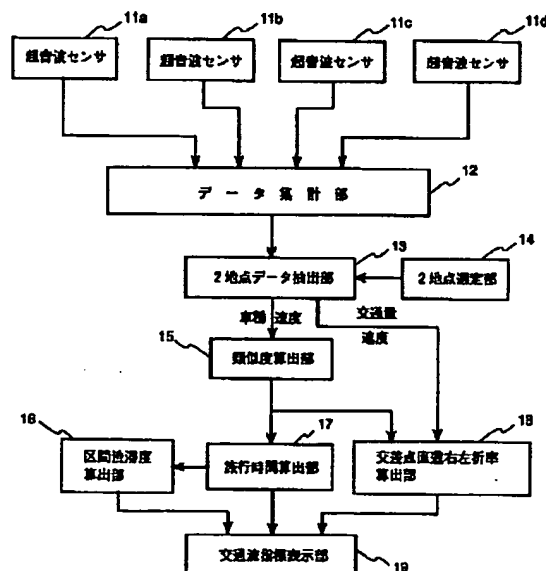 11a
11b
11c
11d
超音波センサ
超音波センサ
超音波センサ
超音波センサ
データ集計部
12
13
14
2地点データ抽出部
2地点選定部
車種 速度
交通量
速度
15
類似度算出部
16
17
18
区間渋滞度
算出部
旅行時間算出部
交差点直進右左折率
算出部
交通流指標表示部
19